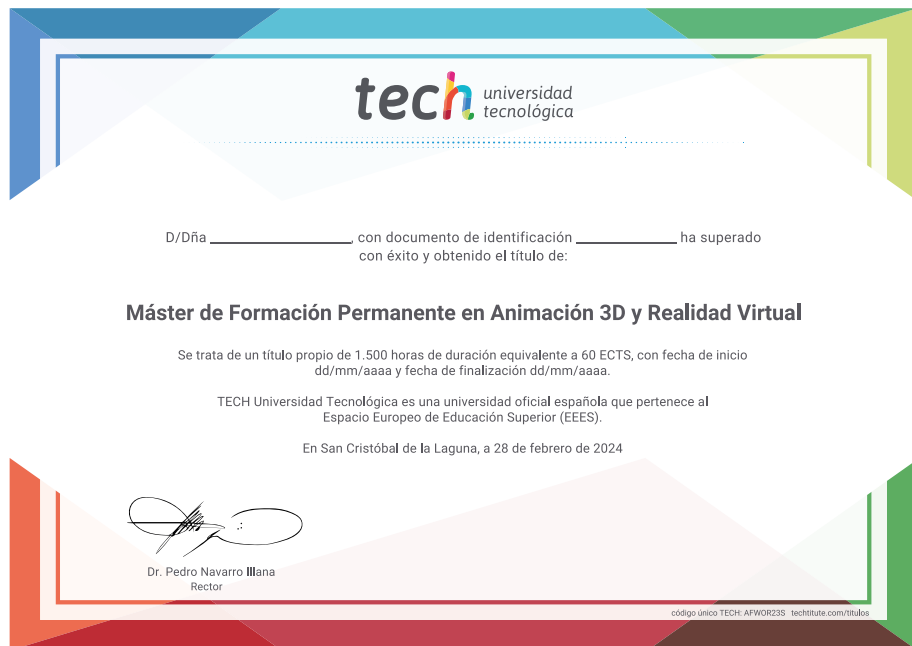 tech universidad
tecnológica
D/Dña ______________, con documento de identificación __________ ha superado
con éxito y obtenido el título de:
Máster de Formación Permanente en Animación 3D y Realidad Virtual
Se trata de un título propio de 1.500 horas de duración equivalente a 60 ECTS, con fecha de inicio
dd/mm/aaaa y fecha de finalización dd/mm/aaaa.
TECH Universidad Tecnológica es una universidad oficial española que pertenece al
Espacio Europeo de Educación Superior (EEES).
En San Cristóbal de la Laguna, a 28 de febrero de 2024
Dr. Pedro Navarro Illana
Rector
código único TECH: AFWOR23S techtitute.com/titulos